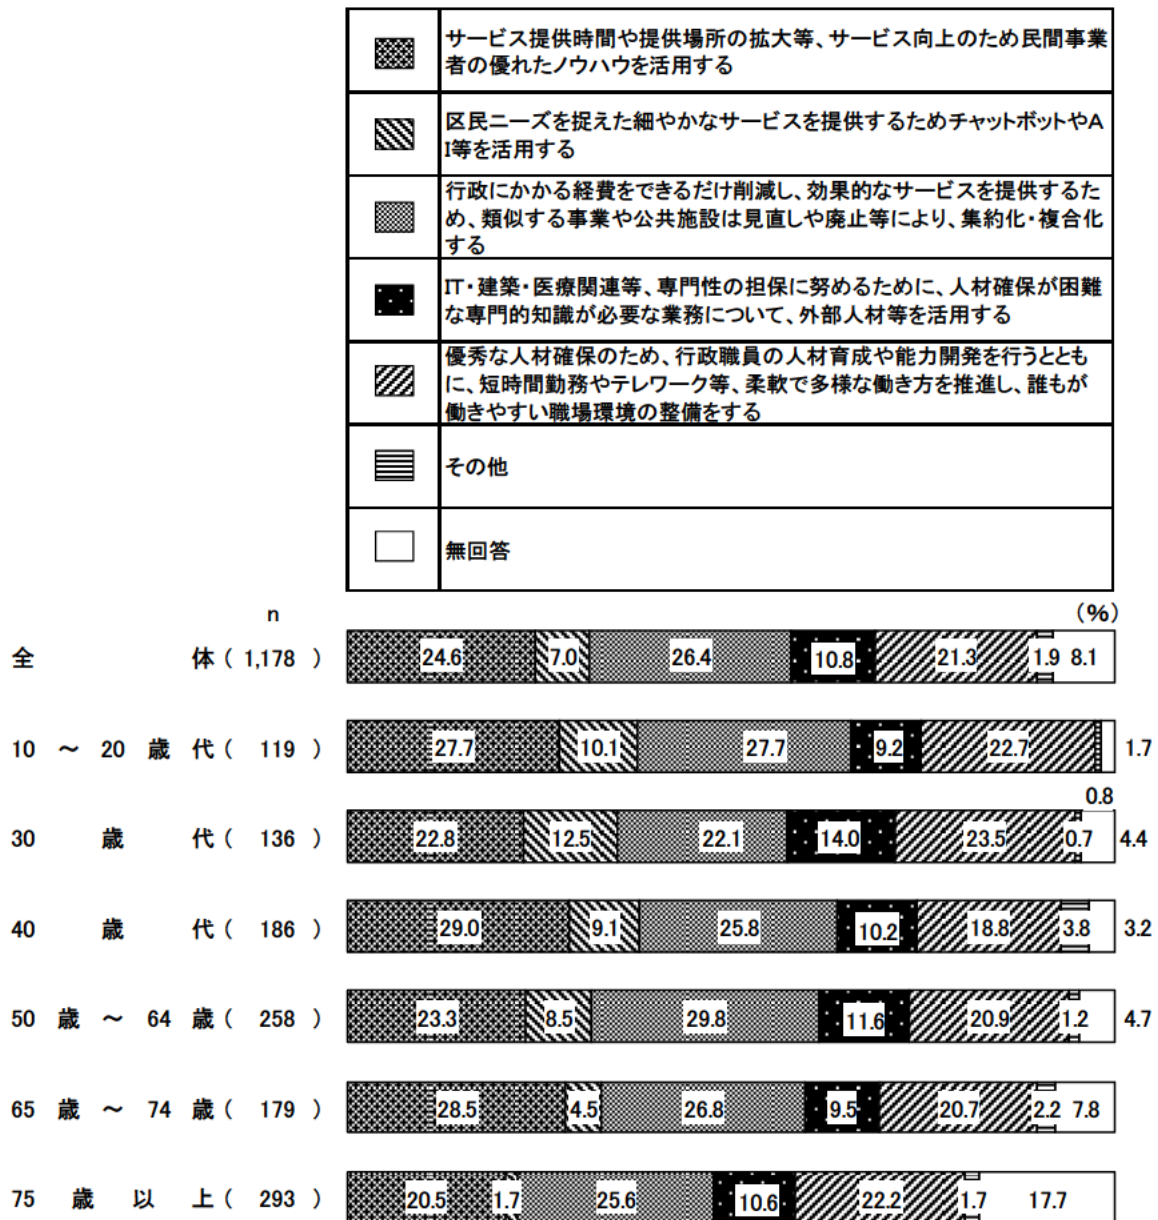 サービス提供時間や提供場所の拡大等、サービス向上のため民間事業
者の優れたノウハウを活用する
区民ニーズを捉えた細やかなサービスを提供するためチャットボットやA
I等を活用する
行政にかかる経費をできるだけ削減し、効果的なサービスを提供するた
め、類似する事業や公共施設は見直しや廃止等により、集約化・複合化
する
IT・建築・医療関連等、専門性の担保に努めるために、人材確保が困難
な専門的知識が必要な業務について、外部人材等を活用する
優秀な人材確保のため、行政職員の人材育成や能力開発を行うととも
に、短時間勤務やテレワーク等、柔軟で多様な働き方を推進し、誰もが
働きやすい職場環境の整備をする
その他
無回答
n (%)
全体 ( 1,178 ) 24.6 7.0 26.4 10.8 21.3 1.9 8.1
10 ～ 20 歳代 ( 119 ) 27.7 10.1 27.7 9.2 22.7 1.7
0.8
30 歳代 ( 136 ) 22.8 12.5 22.1 14.0 23.5 0.7 4.4
40 歳代 ( 186 ) 29.0 9.1 25.8 10.2 18.8 3.8 3.2
50 歳 ～ 64 歳 ( 258 ) 23.3 8.5 29.8 11.6 20.9 1.2 4.7
65 歳 ～ 74 歳 ( 179 ) 28.5 4.5 26.8 9.5 20.7 2.2 7.8
75 歳以上 ( 293 ) 20.5 1.7 25.6 10.6 22.2 1.7 17.7